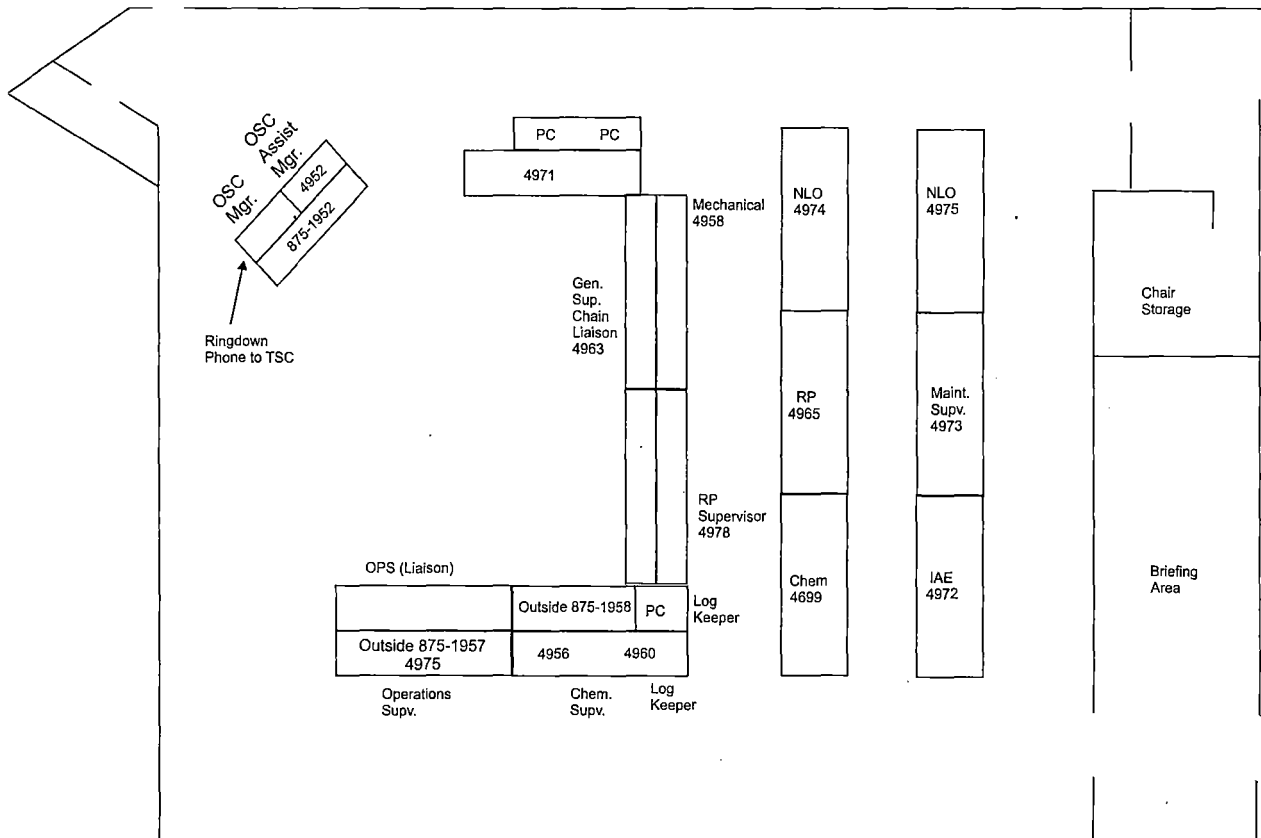 OSC
Mgr.
OSC
Assist
Mgr.
4952
875-1952
Ringdown
Phone to TSC
PC PC
4971
Mechanical
4958
Gen.
Sup.
Chain
Liaison
4963
RP
Supervisor
4978
OPS (Liaison)
Outside 875-1958
PC
Log
Keeper
Outside 875-1957
4975
4956 4960
Operations
Supv.
Chem.
Supv.
Log
Keeper
NLO
4974
RP
4965
Chem
4699
NLO
4975
Maint.
Supv.
4973
IAE
4972
Chair
Storage
Briefing
Area